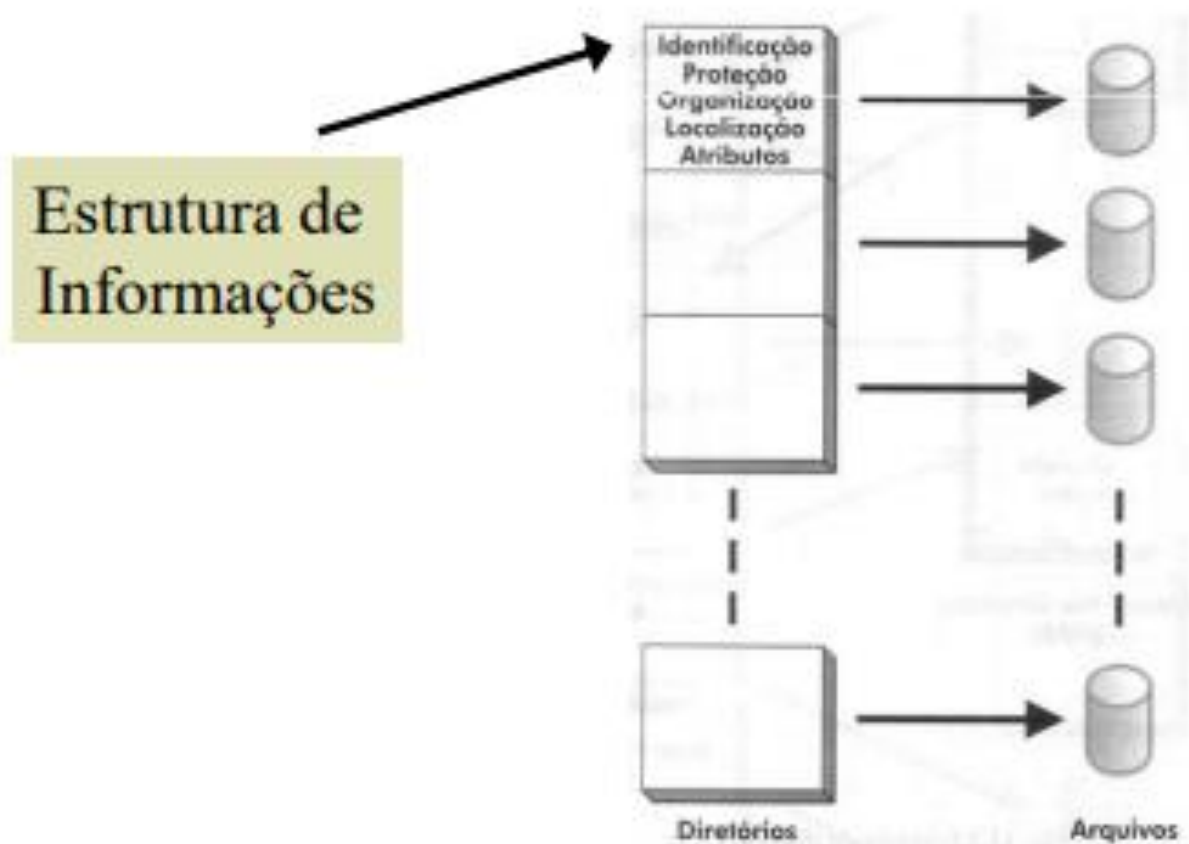 Identificação
Proteção
Organização
Localização
Atributos
Estrutura de
Informações
Diretórios
Arquivos